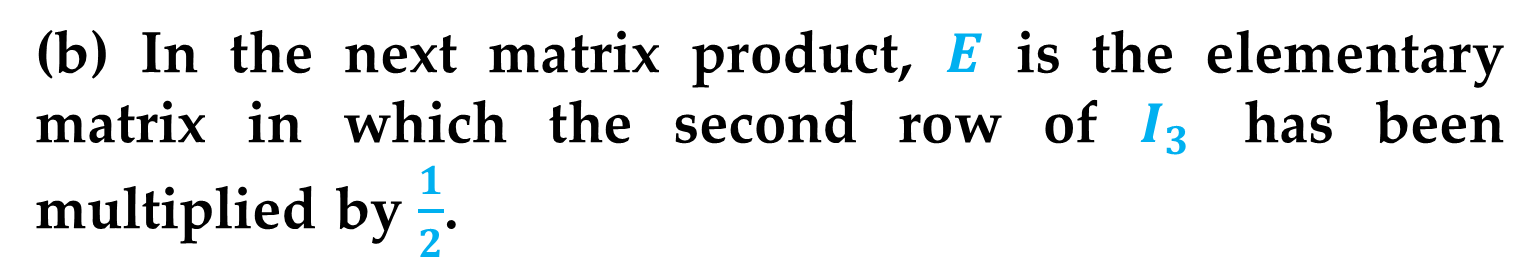 (b) In the next matrix product, E is the elementary
matrix in which the second row of I₃ has been
multiplied by 1/2.